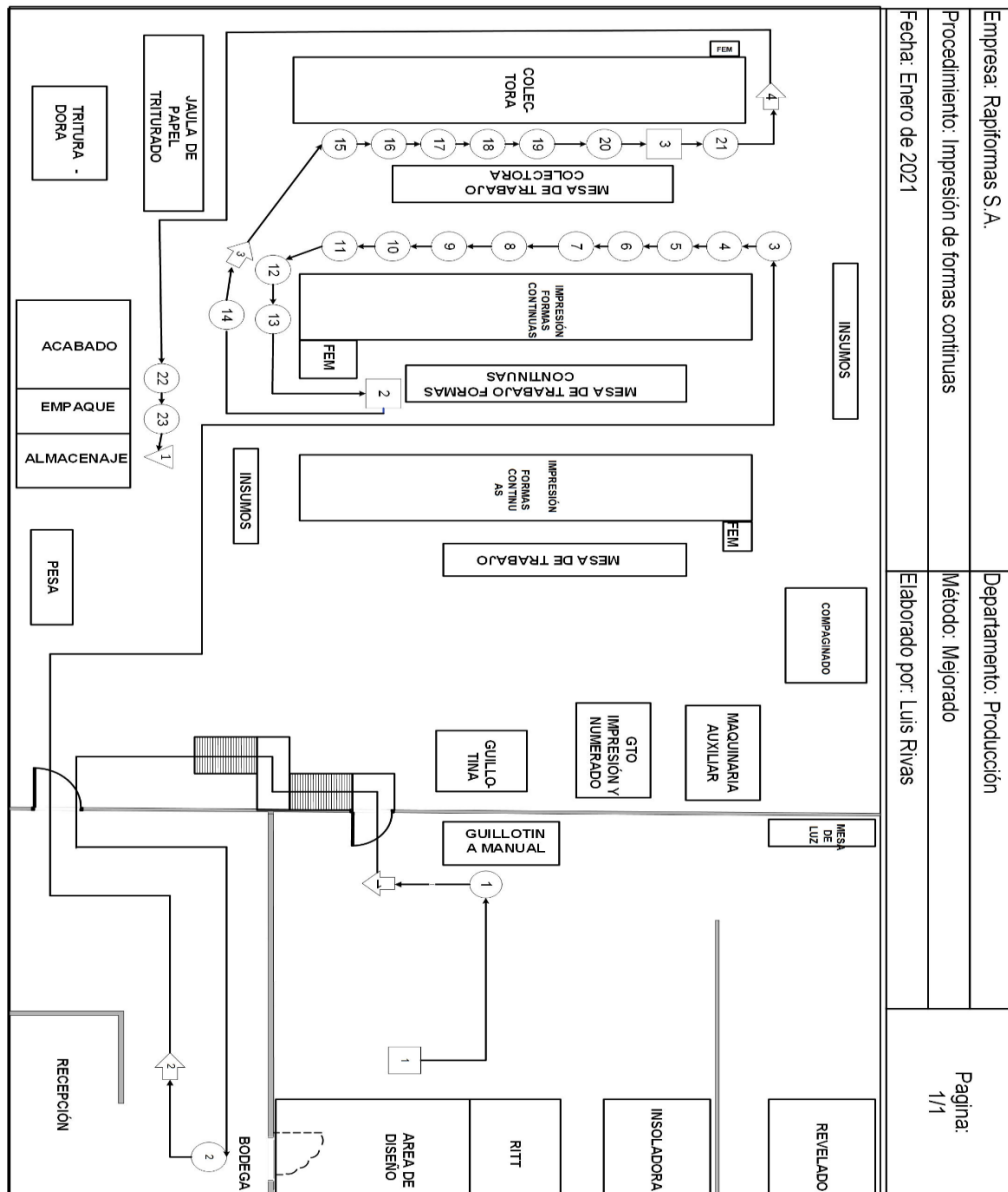 Empresa: Rapiformas S.A.
Departamento: Producción
Pagina:
1/1
Procedimiento: Impresión de formas continuas
Método: Mejorado
Fecha: Enero de 2021
Elaborado por: Luis Rivas
FEM
COLEC-
TORA
4
15
16
17
18
19
20
3
21
MESA DE TRABAJO
COLECTORA
JAULA DE
PAPEL
TRITURADO
TRITURA -
DORA
3
14
12
11
10
9
8
7
6
5
4
3
13
IMPRESIÓN
FORMAS
CONTINUAS
FEM
INSUMOS
2
MESA DE TRABAJO FORMAS
CONTINUAS
ACABADO
22
EMPAQUE
23
ALMACENAJE
1
INSUMOS
IMPRESIÓN
FORMAS
CONTINU
AS
FEM
MESA DE TRABAJO
PESA
COMPAGINADO
MAQUINARIA
AUXILIAR
GTO
IMPRESIÓN Y
NUMERADO
GUILLO-
TINA
GUILLOTIN
A MANUAL
MESA
DE
LUZ
1
1
1
2
2
RECEPCIÓN
BODEGA
AREA DE
DISEÑO
RITT
INSOLADORA
REVELADO